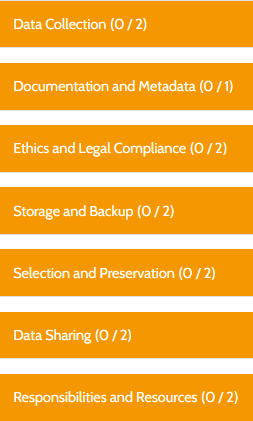 Data Collection (0 / 2)
Documentation and Metadata (0 / 1)
Ethics and Legal Compliance (0 / 2)
Storage and Backup (0 / 2)
Selection and Preservation (0 / 2)
Data Sharing (0 / 2)
Responsibilities and Resources (0 / 2)